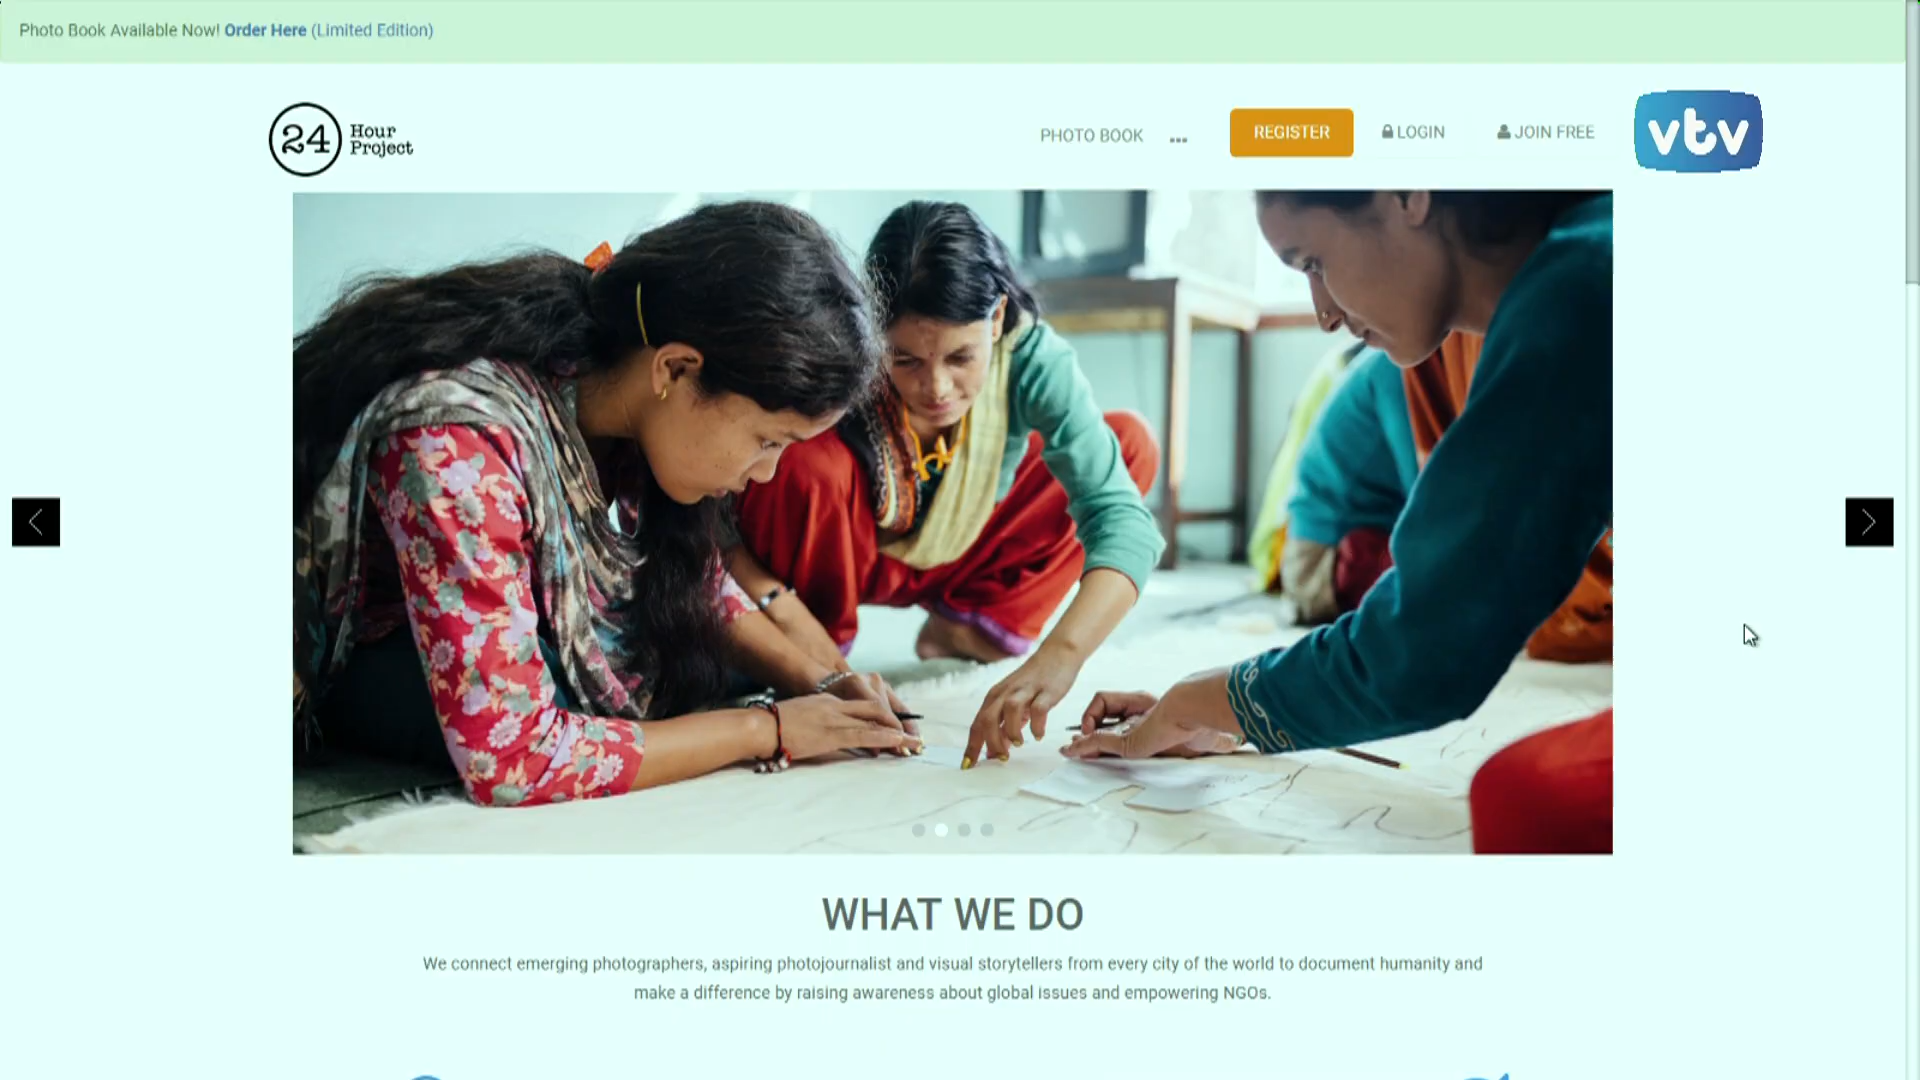 Photo Book Available Now! Order Here (Limited Edition)
24 Hour Project
PHOTO BOOK ... REGISTER LOGIN JOIN FREE
vtv
WHAT WE DO
We connect emerging photographers, aspiring photojournalist and visual storytellers from every city of the world to document humanity and
make a difference by raising awareness about global issues and empowering NGOs.